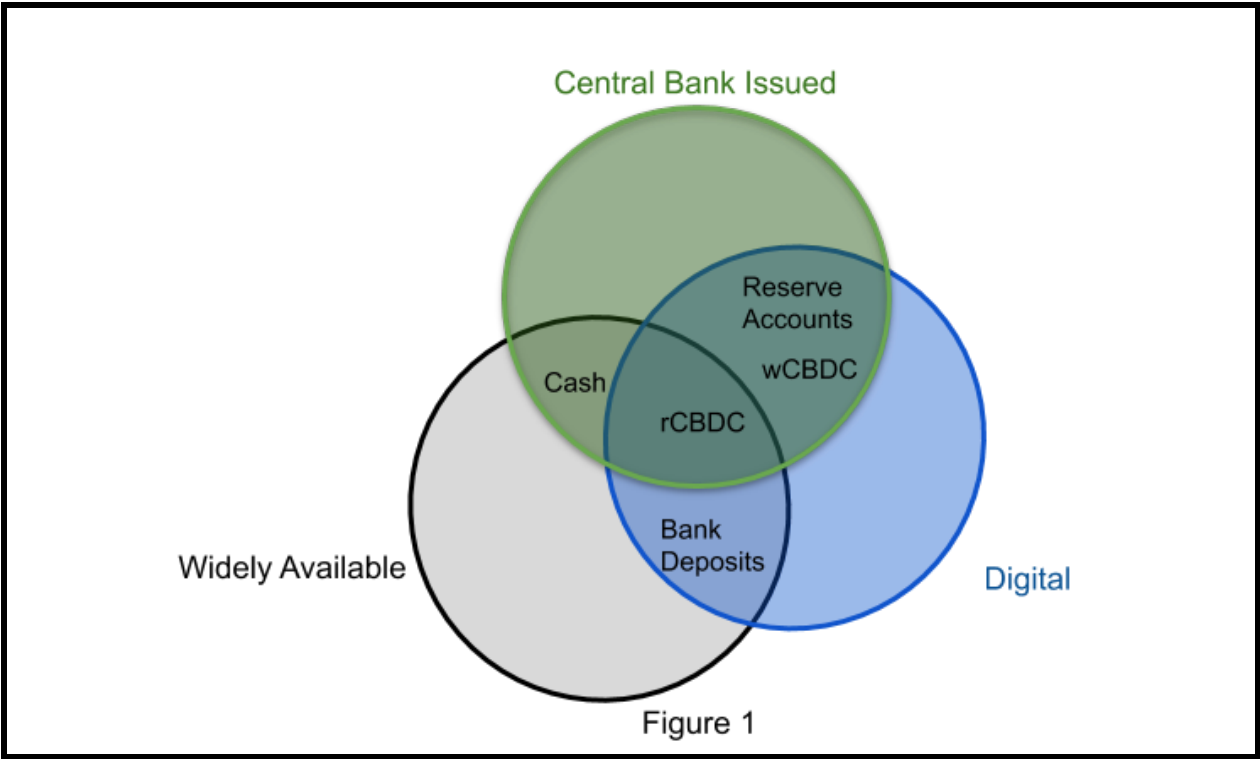 Central Bank Issued
Reserve
Accounts
wCBDC
Cash
rCBDC
Bank
Deposits
Widely Available
Digital
Figure 1